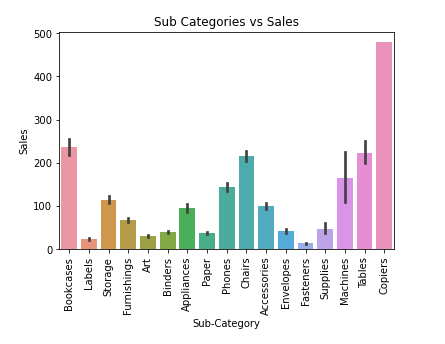 Sub Categories vs Sales
500
400
300
200
100
0
Sales
Bookcases
Labels
Storage
Furnishings
Art
Binders
Appliances
Paper
Phones
Chairs
Accessories
Envelopes
Fasteners
Supplies
Machines
Tables
Copiers
Sub-Category